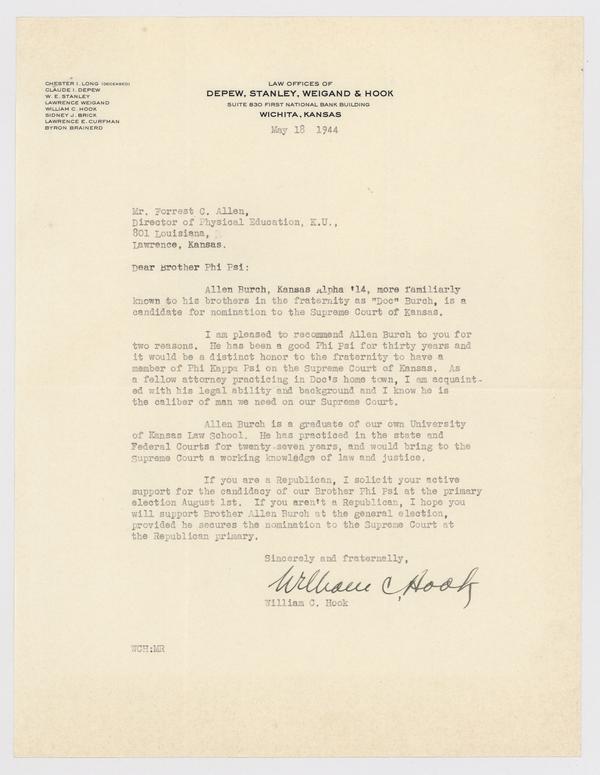 CHESTER I. LONG (DECEASED)
CLAUDE I. DEPEW
W. E. STANLEY
LAWRENCE WEIGAND
WILLIAM C. HOOK
SIDNEY J. BRICK
LAWRENCE E. CURFMAN
BYRON BRAINERD
LAW OFFICES OF
DEPEW, STANLEY, WEIGAND & HOOK
SUITE 830 FIRST NATIONAL BANK BUILDING
WICHITA, KANSAS
May 18 1944
Mr. Forrest C. Allen,
Director of Physical Education, K.U.,
801 Louisiana,
Lawrence, Kansas.
Dear Brother Phi Psi:
Allen Burch, Kansas Alpha '14, more familiarly
known to his brothers in the fraternity as "Doc" Burch, is a
candidate for nomination to the Supreme Court of Kansas.
I am pleased to recommend Allen Burch to you for
two reasons. He has been a good Phi Psi for thirty years and
it would be a distinct honor to the fraternity to have a
member of Phi Kappa Psi on the Supreme Court of Kansas. As
a fellow attorney practicing in Doc's home town, I am acquaint-
ed with his legal ability and background and I know he is
the caliber of man we need on our Supreme Court.
Allen Burch is a graduate of our own University
of Kansas Law School. He has practiced in the state and
Federal Courts for twenty-seven years, and would bring to the
Supreme Court a working knowledge of law and justice.
If you are a Republican, I solicit your active
support for the candidacy of our Brother Phi Psi at the primary
election August 1st. If you aren't a Republican, I hope you
will support Brother Allen Burch at the general election,
provided he secures the nomination to the Supreme Court at
the Republican primary.
Sincerely and fraternally,
William C. Hook
William C. Hook
WCH:MR